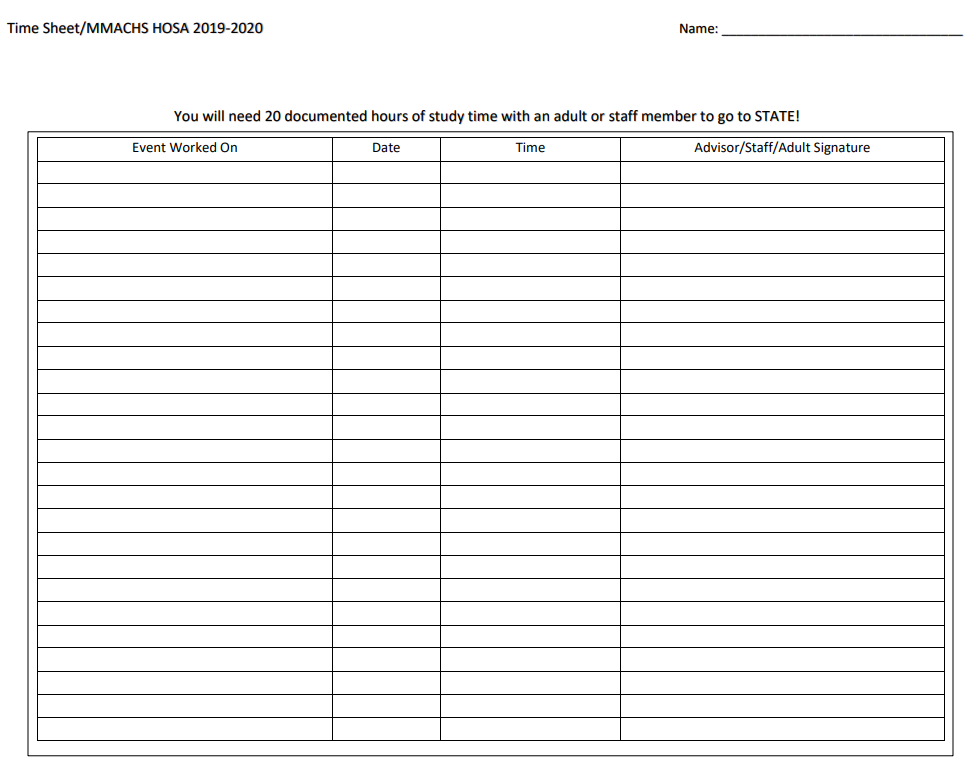 Time Sheet/MMACHS HOSA 2019-2020 Name: _________________________________
You will need 20 documented hours of study time with an adult or staff member to go to STATE!
Event Worked On Date Time Advisor/Staff/Adult Signature